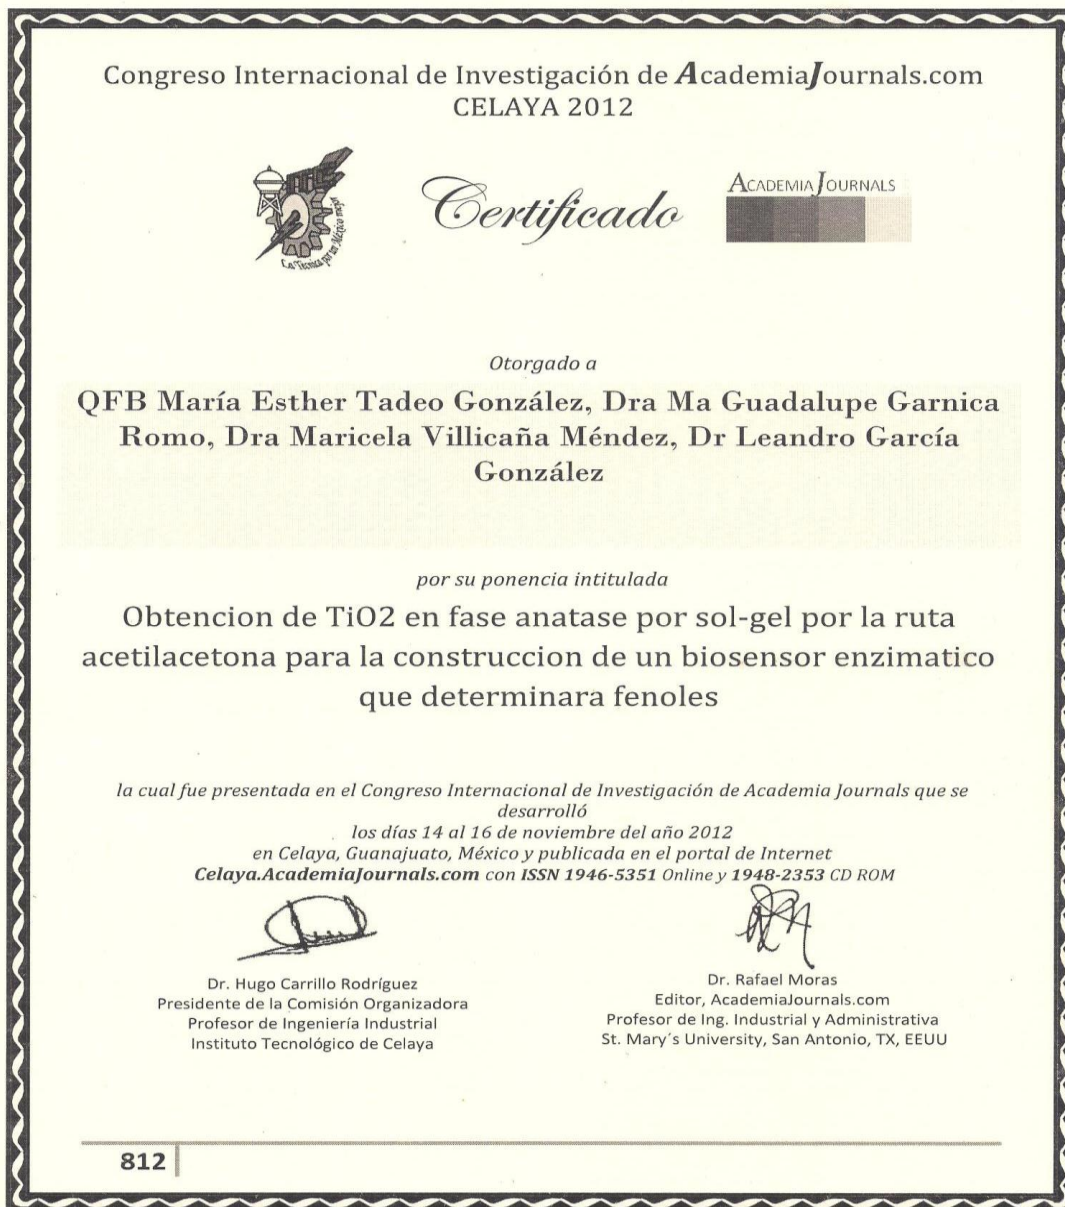 Congreso Internacional de Investigación de AcademiaJournals.com
CELAYA 2012
Certificado
ACADEMIA JOURNALS
La Técnica por un México mejor
Otorgado a
QFB María Esther Tadeo González, Dra Ma Guadalupe Garnica
Romo, Dra Maricela Villicaña Méndez, Dr Leandro García
González
por su ponencia intitulada
Obtencion de TiO2 en fase anatase por sol-gel por la ruta
acetilacetona para la construccion de un biosensor enzimatico
que determinara fenoles
la cual fue presentada en el Congreso Internacional de Investigación de Academia Journals que se
desarrolló
los días 14 al 16 de noviembre del año 2012
en Celaya, Guanajuato, México y publicada en el portal de Internet
Celaya.AcademiaJournals.com con ISSN 1946-5351 Online y 1948-2353 CD ROM
Dr. Hugo Carrillo Rodríguez
Presidente de la Comisión Organizadora
Profesor de Ingeniería Industrial
Instituto Tecnológico de Celaya
Dr. Rafael Moras
Editor, AcademiaJournals.com
Profesor de Ing. Industrial y Administrativa
St. Mary´s University, San Antonio, TX, EEUU
812